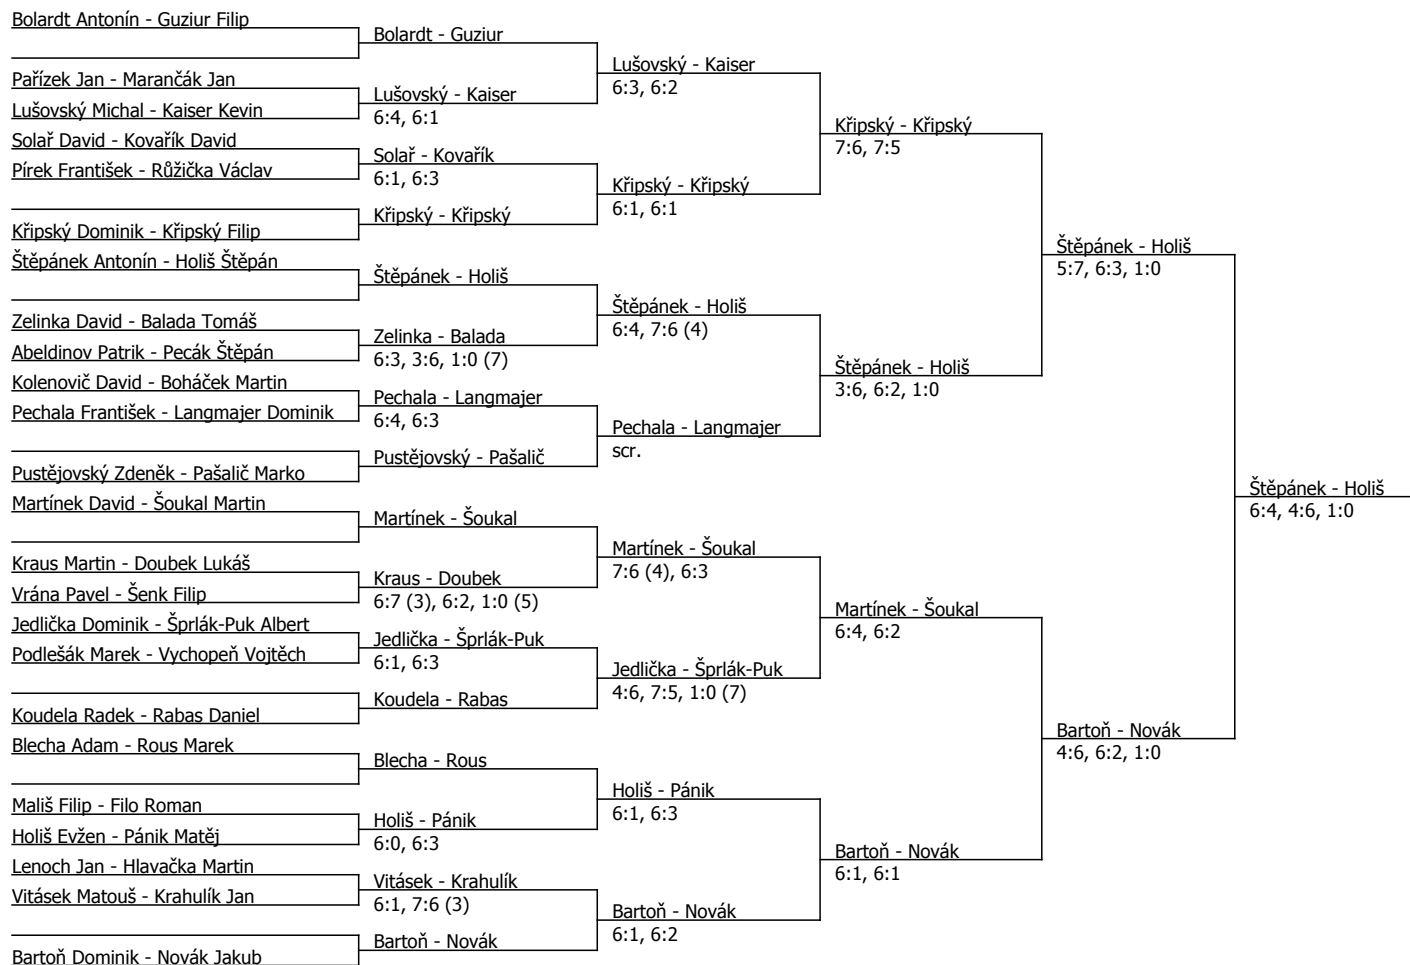 Bolardt Antonín - Guziur Filip
Pařízek Jan - Marančák Jan
Lušovský Michal - Kaiser Kevin
Solař David - Kovařík David
Pírek František - Růžička Václav
Křipský Dominik - Křipský Filip
Štěpánek Antonín - Holiš Štěpán
Zelinka David - Balada Tomáš
Abeldinov Patrik - Pecák Štěpán
Kolenovič David - Boháček Martin
Pechala František - Langmajer Dominik
Pustějovský Zdeněk - Pašalič Marko
Martínek David - Šoukal Martin
Kraus Martin - Doubek Lukáš
Vrána Pavel - Šenk Filip
Jedlička Dominik - Šprlák-Puk Albert
Podlešák Marek - Vychopeň Vojtěch
Koudela Radek - Rabas Daniel
Blecha Adam - Rous Marek
Mališ Filip - Filo Roman
Holiš Evžen - Pánik Matěj
Lenoch Jan - Hlavačka Martin
Vitásek Matouš - Krahulík Jan
Bartoň Dominik - Novák Jakub
Bolardt - Guziur
Lušovský - Kaiser
6:4, 6:1
Solař - Kovařík
6:1, 6:3
Křipský - Křipský
Štěpánek - Holiš
Zelinka - Balada
6:3, 3:6, 1:0 (7)
Pechala - Langmajer
6:4, 6:3
Pustějovský - Pašalič
Martínek - Šoukal
Kraus - Doubek
6:7 (3), 6:2, 1:0 (5)
Jedlička - Šprlák-Puk
6:1, 6:3
Koudela - Rabas
Blecha - Rous
Holiš - Pánik
6:0, 6:3
Vitásek - Krahulík
6:1, 7:6 (3)
Bartoň - Novák
Lušovský - Kaiser
6:3, 6:2
Křipský - Křipský
6:1, 6:1
Štěpánek - Holiš
6:4, 7:6 (4)
Pechala - Langmajer
scr.
Martínek - Šoukal
7:6 (4), 6:3
Jedlička - Šprlák-Puk
4:6, 7:5, 1:0 (7)
Holiš - Pánik
6:1, 6:3
Bartoň - Novák
6:1, 6:2
Křipský - Křipský
7:6, 7:5
Štěpánek - Holiš
3:6, 6:2, 1:0
Martínek - Šoukal
6:4, 6:2
Bartoň - Novák
6:1, 6:1
Štěpánek - Holiš
5:7, 6:3, 1:0
Bartoň - Novák
4:6, 6:2, 1:0
Štěpánek - Holiš
6:4, 4:6, 1:0